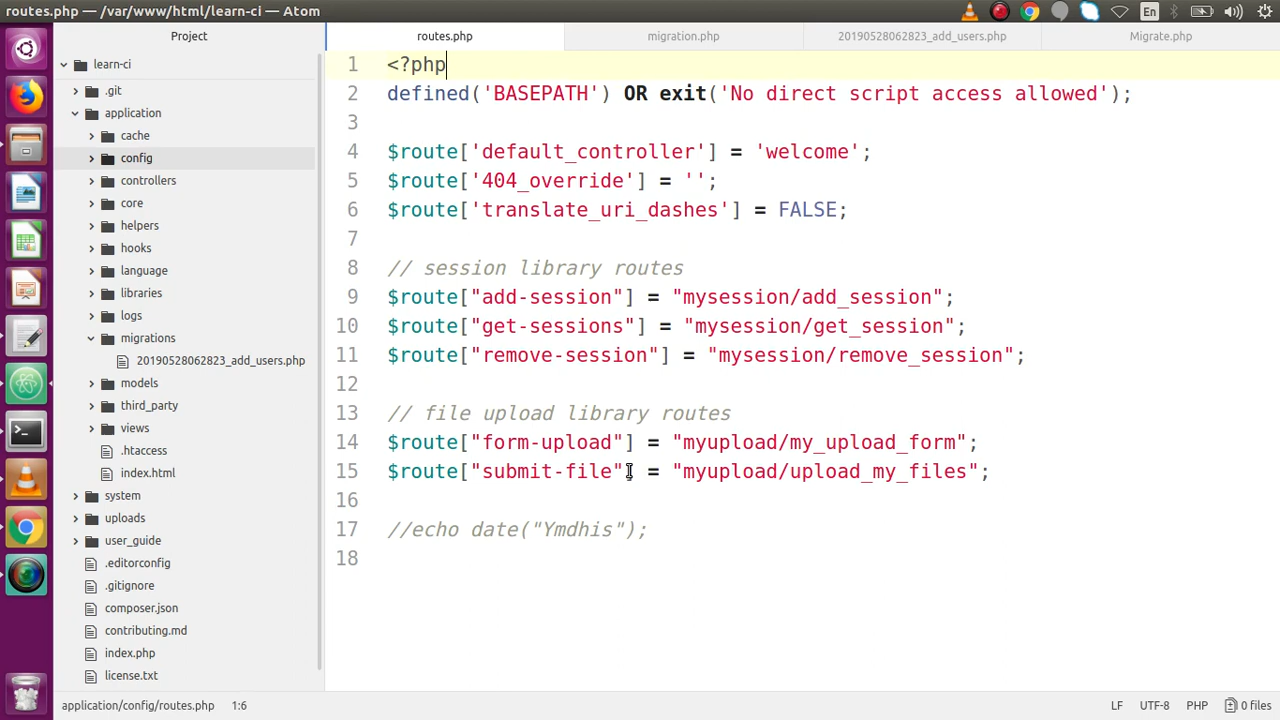 routes.php — /var/www/html/learn-ci — Atom
En
Project
learn-ci
.git
application
cache
config
controllers
core
helpers
hooks
language
libraries
logs
migrations
20190528062823_add_users.php
models
third_party
views
.htaccess
index.html
system
uploads
user_guide
.editorconfig
.gitignore
composer.json
contributing.md
index.php
license.txt
routes.php
migration.php
20190528062823_add_users.php
Migrate.php
1 <?php
2 defined('BASEPATH') OR exit('No direct script access allowed');
3
4 $route['default_controller'] = 'welcome';
5 $route['404_override'] = '';
6 $route['translate_uri_dashes'] = FALSE;
7
8 // session library routes
9 $route["add-session"] = "mysession/add_session";
10 $route["get-sessions"] = "mysession/get_session";
11 $route["remove-session"] = "mysession/remove_session";
12
13 // file upload library routes
14 $route["form-upload"] = "myupload/my_upload_form";
15 $route["submit-file"] = "myupload/upload_my_files";
16
17 //echo date("Ymdhis");
18
application/config/routes.php 1:6
LF UTF-8 PHP 0 files